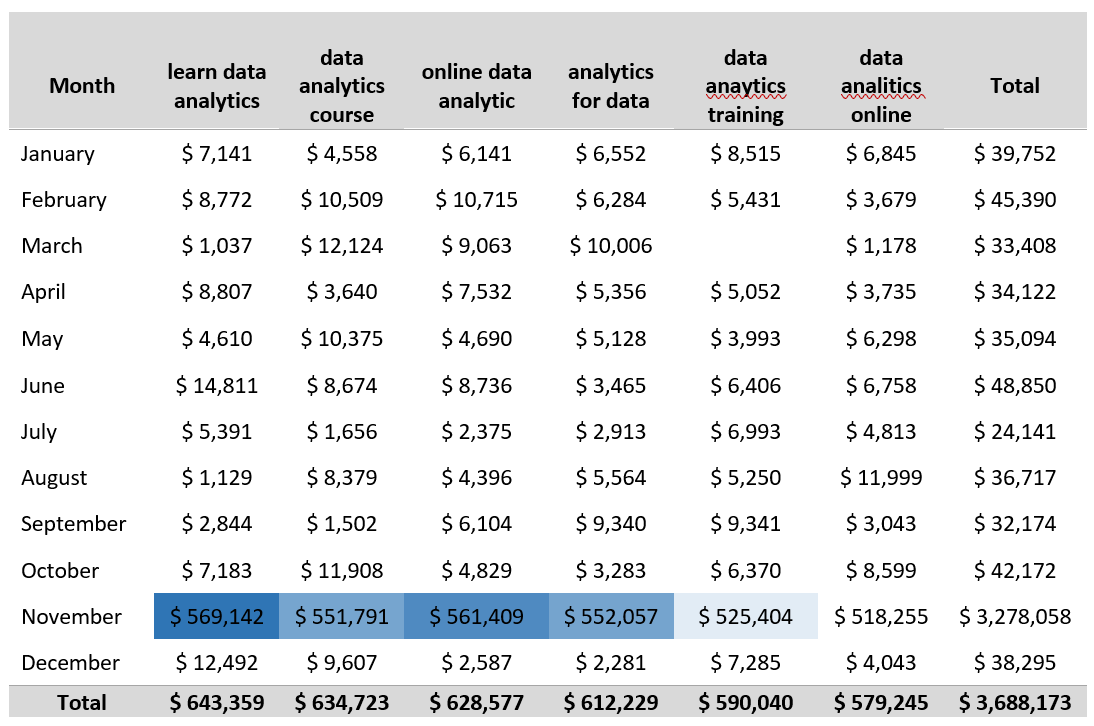 Month learn data analytics data analytics course online data analytic analytics for data data anaytics training data analitics online Total
January $ 7,141 $ 4,558 $ 6,141 $ 6,552 $ 8,515 $ 6,845 $ 39,752
February $ 8,772 $ 10,509 $ 10,715 $ 6,284 $ 5,431 $ 3,679 $ 45,390
March $ 1,037 $ 12,124 $ 9,063 $ 10,006 $ 1,178 $ 33,408
April $ 8,807 $ 3,640 $ 7,532 $ 5,356 $ 5,052 $ 3,735 $ 34,122
May $ 4,610 $ 10,375 $ 4,690 $ 5,128 $ 3,993 $ 6,298 $ 35,094
June $ 14,811 $ 8,674 $ 8,736 $ 3,465 $ 6,406 $ 6,758 $ 48,850
July $ 5,391 $ 1,656 $ 2,375 $ 2,913 $ 6,993 $ 4,813 $ 24,141
August $ 1,129 $ 8,379 $ 4,396 $ 5,564 $ 5,250 $ 11,999 $ 36,717
September $ 2,844 $ 1,502 $ 6,104 $ 9,340 $ 9,341 $ 3,043 $ 32,174
October $ 7,183 $ 11,908 $ 4,829 $ 3,283 $ 6,370 $ 8,599 $ 42,172
November $ 569,142 $ 551,791 $ 561,409 $ 552,057 $ 525,404 $ 518,255 $ 3,278,058
December $ 12,492 $ 9,607 $ 2,587 $ 2,281 $ 7,285 $ 4,043 $ 38,295
Total $ 643,359 $ 634,723 $ 628,577 $ 612,229 $ 590,040 $ 579,245 $ 3,688,173